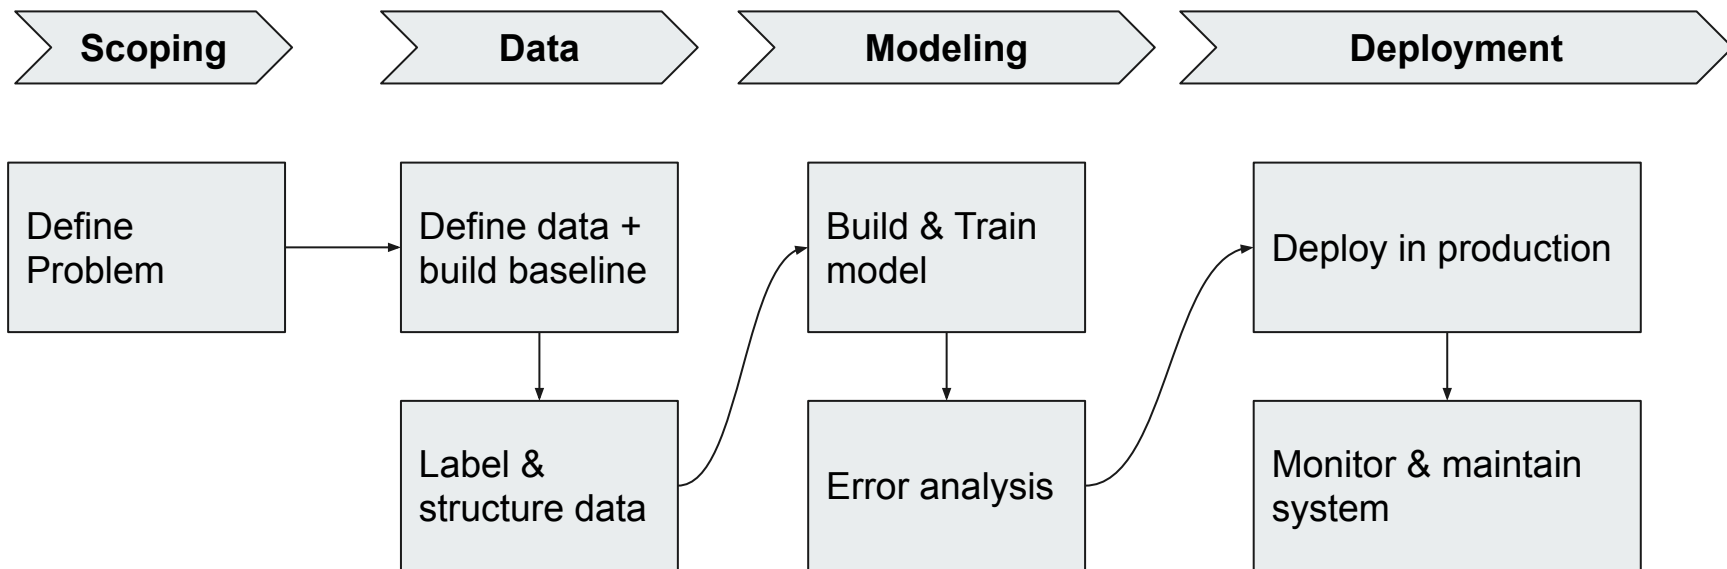 Scoping
Data
Modeling
Deployment
Define
Problem
Define data +
build baseline
Build & Train
model
Deploy in production
Label &
structure data
Error analysis
Monitor & maintain
system